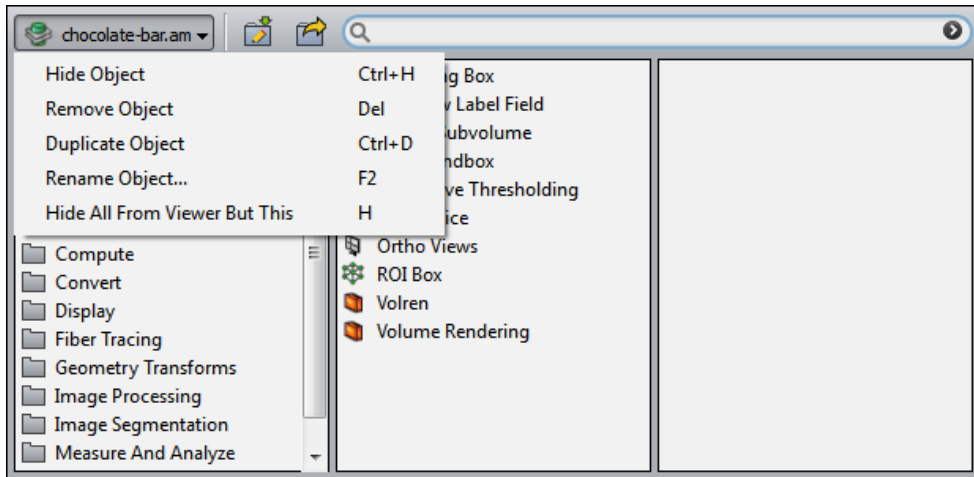 chocolate-bar.am
Hide Object Ctrl+H
Remove Object Del
Duplicate Object Ctrl+D
Rename Object... F2
Hide All From Viewer But This H
Box
Label Field
ubvolume
ndbox
ve Thresholding
ice
Compute
Convert
Display
Fiber Tracing
Geometry Transforms
Image Processing
Image Segmentation
Measure And Analyze
Ortho Views
ROI Box
Volren
Volume Rendering